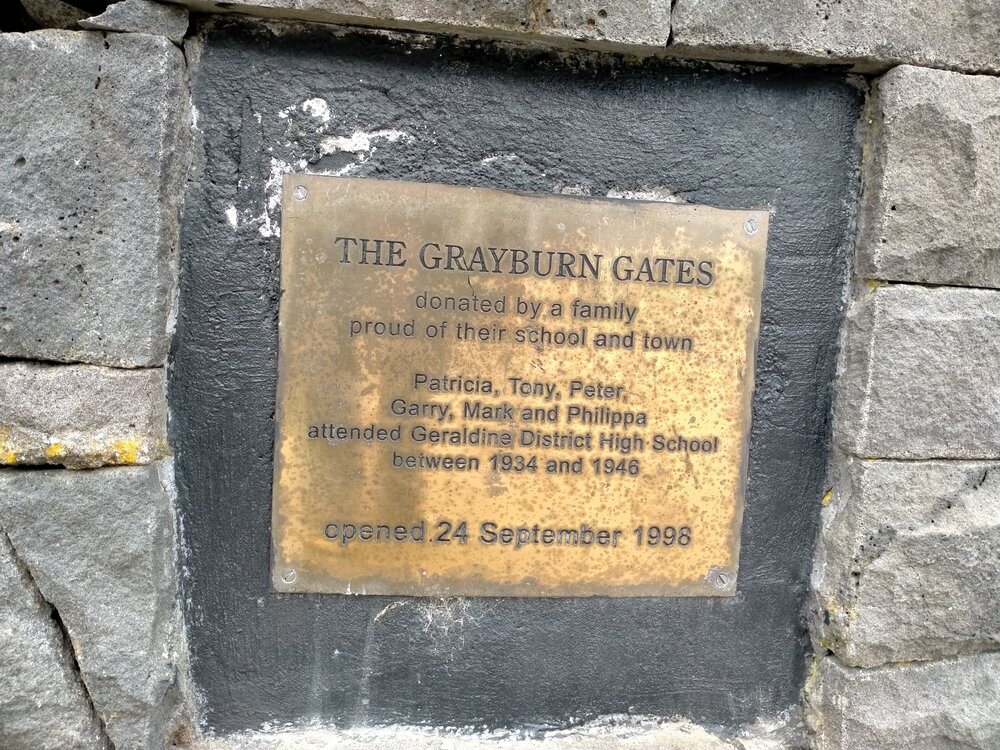 THE GRAYBURN GATES
donated by a family
proud of their school and town
Patricia, Tony, Peter,
Garry, Mark and Philippa
attended Geraldine District High School
between 1934 and 1946
opened 24 September 1998